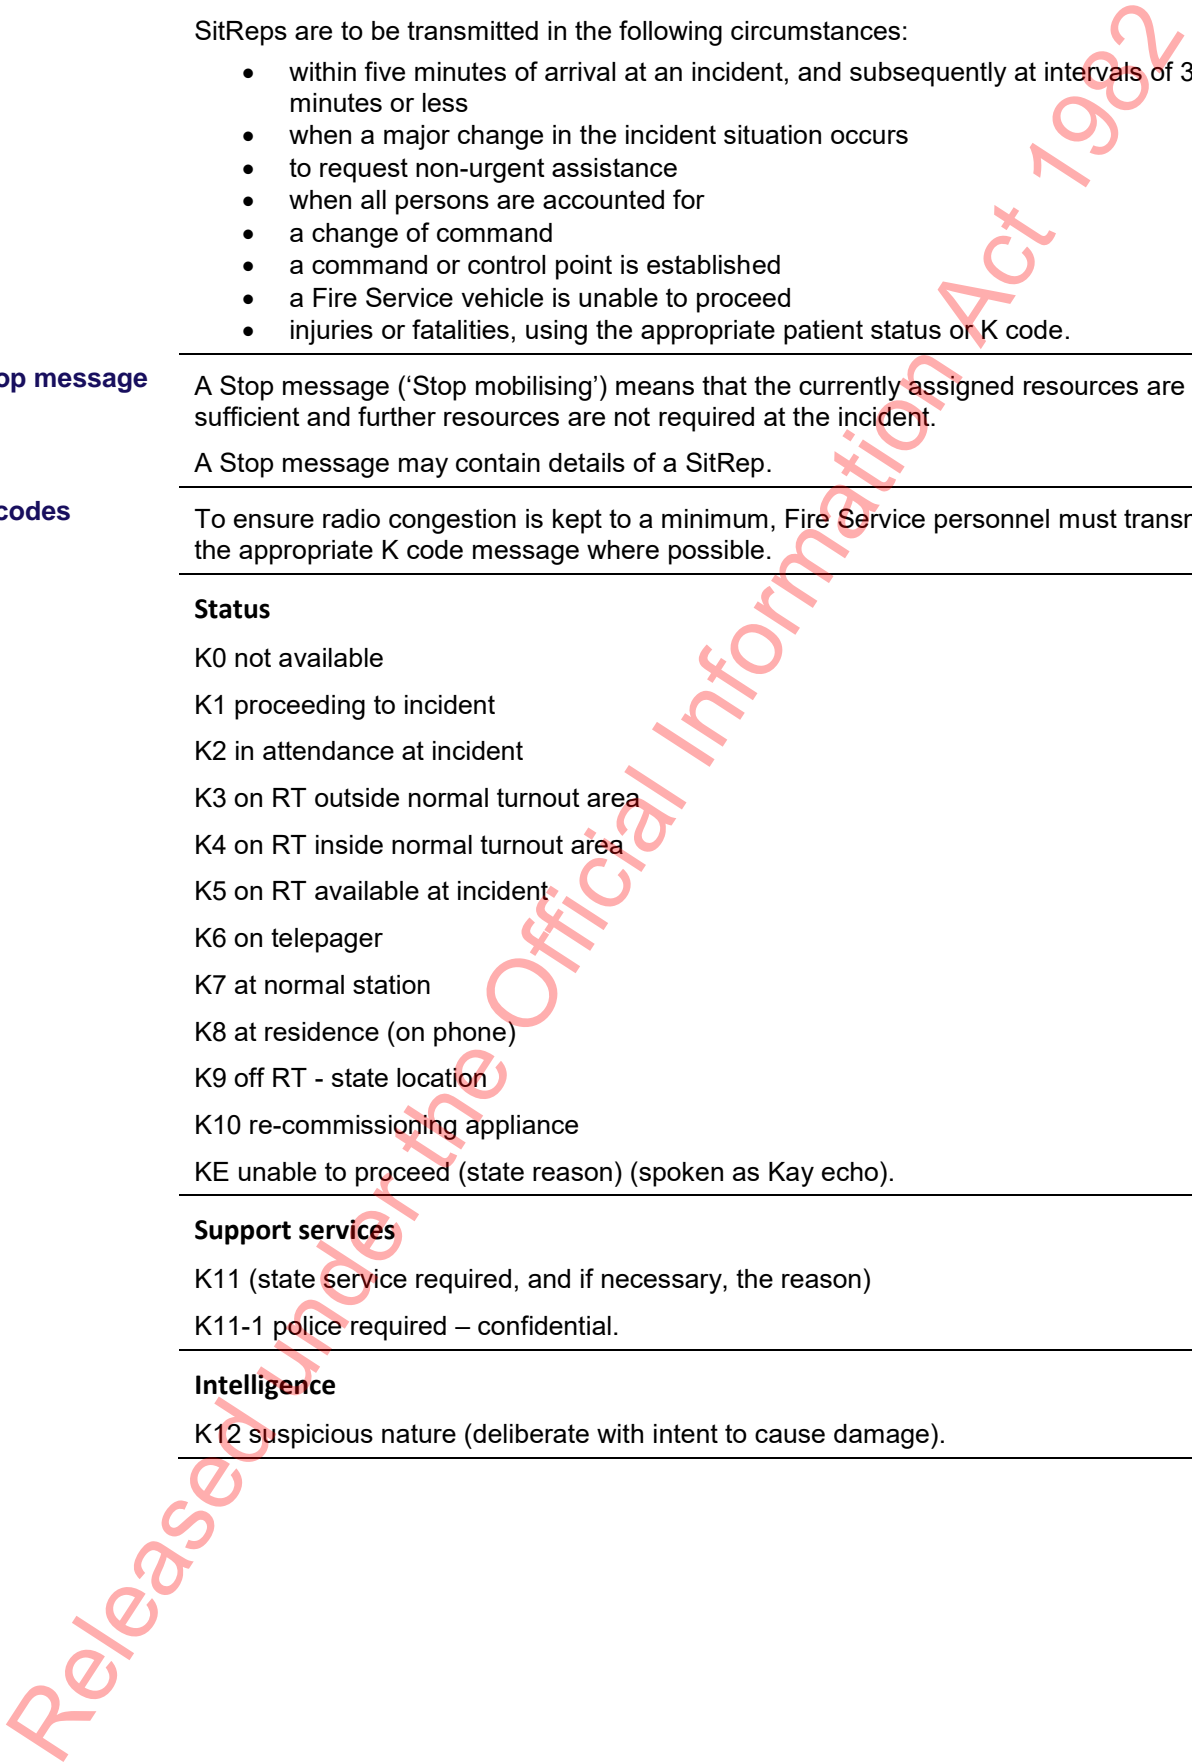 SitReps are to be transmitted in the following circumstances:
• within five minutes of arrival at an incident, and subsequently at intervals of 3
minutes or less
• when a major change in the incident situation occurs
• to request non-urgent assistance
• when all persons are accounted for
• a change of command
• a command or control point is established
• a Fire Service vehicle is unable to proceed
• injuries or fatalities, using the appropriate patient status or K code.
op message
A Stop message (‘Stop mobilising’) means that the currently assigned resources are
sufficient and further resources are not required at the incident.
A Stop message may contain details of a SitRep.
codes
To ensure radio congestion is kept to a minimum, Fire Service personnel must transm
the appropriate K code message where possible.
Status
K0 not available
K1 proceeding to incident
K2 in attendance at incident
K3 on RT outside normal turnout area
K4 on RT inside normal turnout area
K5 on RT available at incident
K6 on telepager
K7 at normal station
K8 at residence (on phone)
K9 off RT - state location
K10 re-commissioning appliance
KE unable to proceed (state reason) (spoken as Kay echo).
Support services
K11 (state service required, and if necessary, the reason)
K11-1 police required – confidential.
Intelligence
K12 suspicious nature (deliberate with intent to cause damage).
Released under the Official Information Act 1982